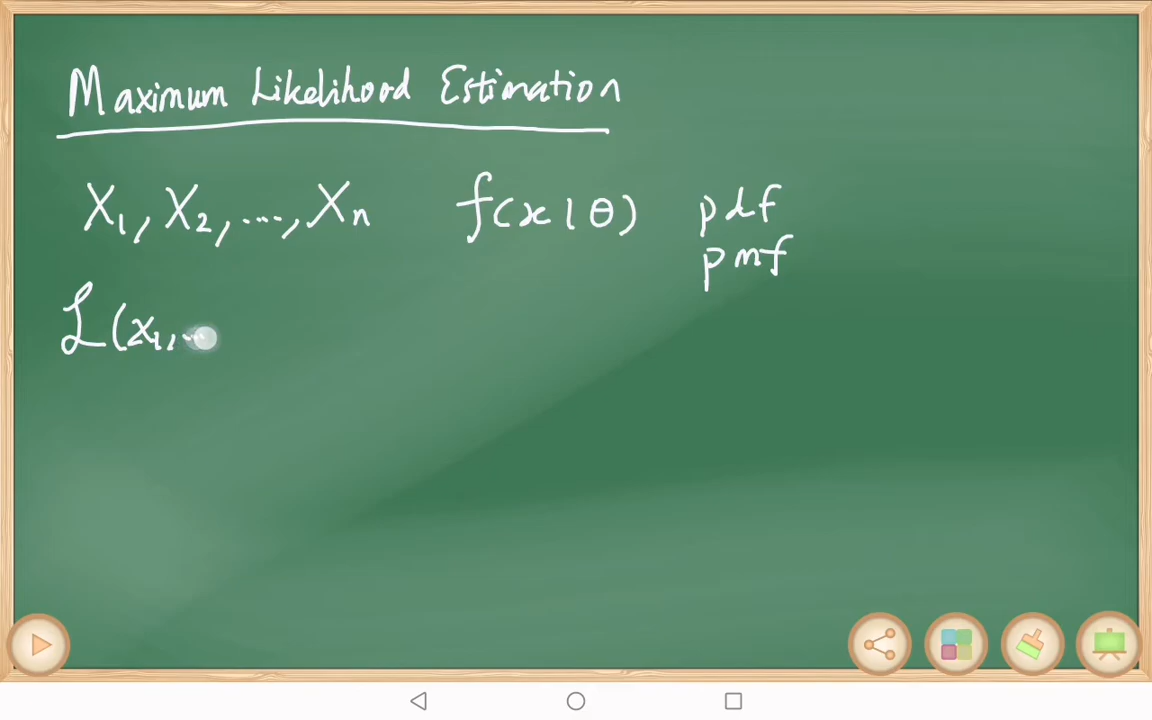 Maximum Likelihood Estimation
X₁, X₂, ...., Xₙ f(x|θ) pdf
pmf
ℒ(x₁, ...